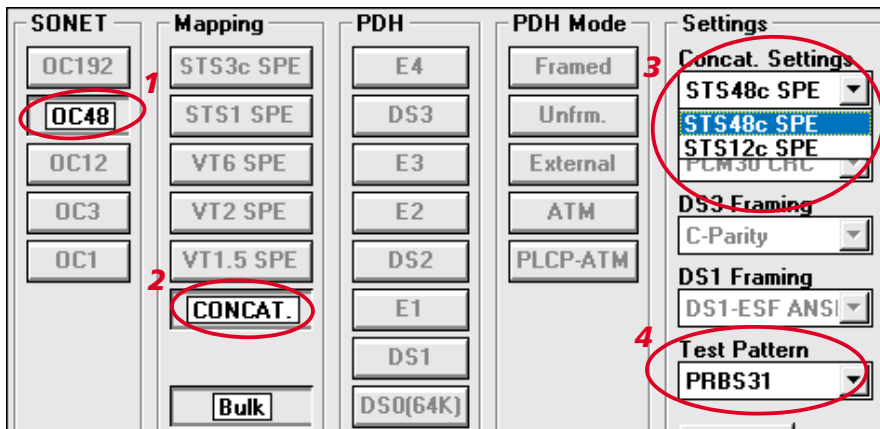 SONET
OC192
1
OC48
OC12
OC3
OC1
Mapping
STS3c SPE
STS1 SPE
VT6 SPE
VT2 SPE
VT1.5 SPE
2
CONCAT.
Bulk
PDH
E4
DS3
E3
E2
DS2
E1
DS1
DS0(64K)
PDH Mode
Framed
Unfrm.
External
ATM
PLCP-ATM
Settings
3
Concat. Settings
STS48c SPE
STS48c SPE
STS12c SPE
PCM30 CRC
DS3 Framing
C-Parity
DS1 Framing
DS1-ESF ANSI
4
Test Pattern
PRBS31